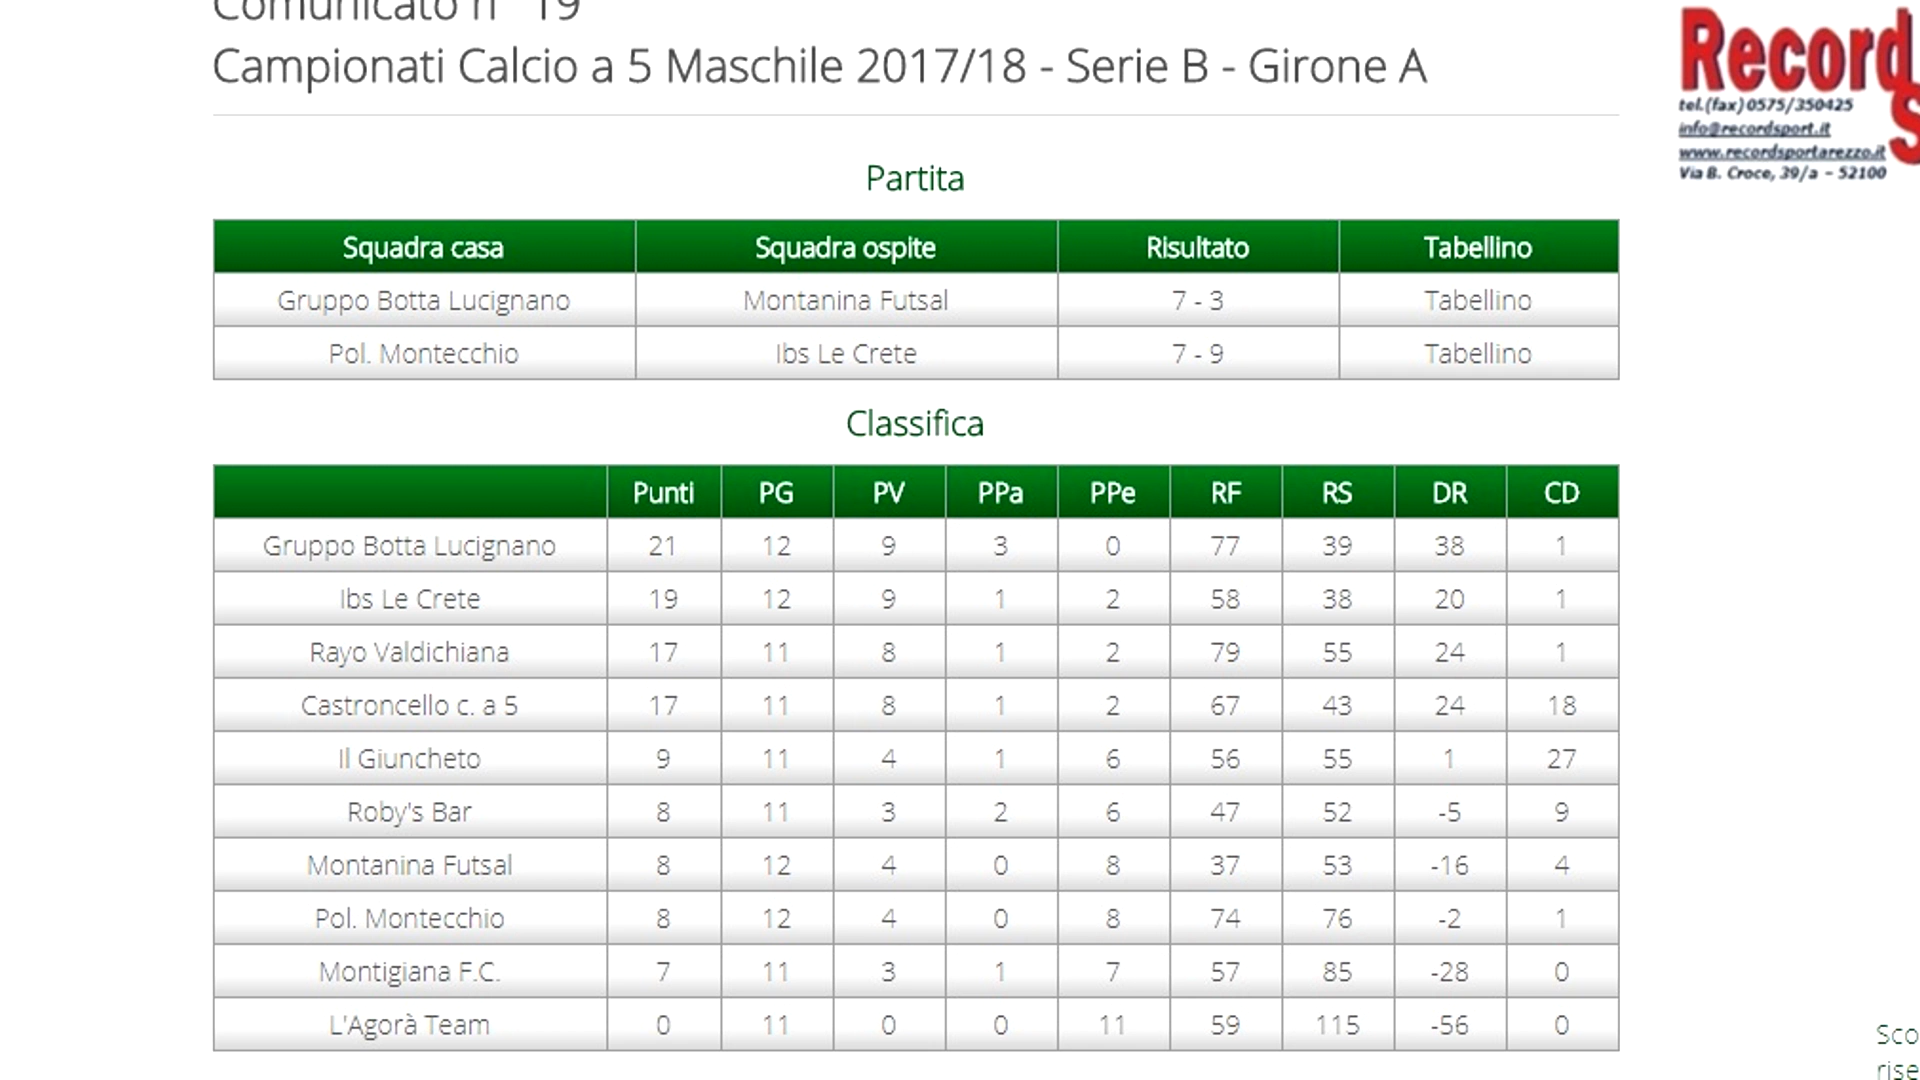 Comunicato n° 19
Campionati Calcio a 5 Maschile 2017/18 - Serie B - Girone A
Record
S
tel.(fax)0575/350425
info@recordsport.it
www.recordsportarezzo.it
Via B. Croce, 39/a - 52100
Partita
Squadra casa Squadra ospite Risultato Tabellino
Gruppo Botta Lucignano Montanina Futsal 7 - 3 Tabellino
Pol. Montecchio Ibs Le Crete 7 - 9 Tabellino
Classifica
Punti PG PV PPa PPe RF RS DR CD
Gruppo Botta Lucignano 21 12 9 3 0 77 39 38 1
Ibs Le Crete 19 12 9 1 2 58 38 20 1
Rayo Valdichiana 17 11 8 1 2 79 55 24 1
Castroncello c. a 5 17 11 8 1 2 67 43 24 18
Il Giuncheto 9 11 4 1 6 56 55 1 27
Roby's Bar 8 11 3 2 6 47 52 -5 9
Montanina Futsal 8 12 4 0 8 37 53 -16 4
Pol. Montecchio 8 12 4 0 8 74 76 -2 1
Montigiana F.C. 7 11 3 1 7 57 85 -28 0
L'Agorà Team 0 11 0 0 11 59 115 -56 0
Sco
rise